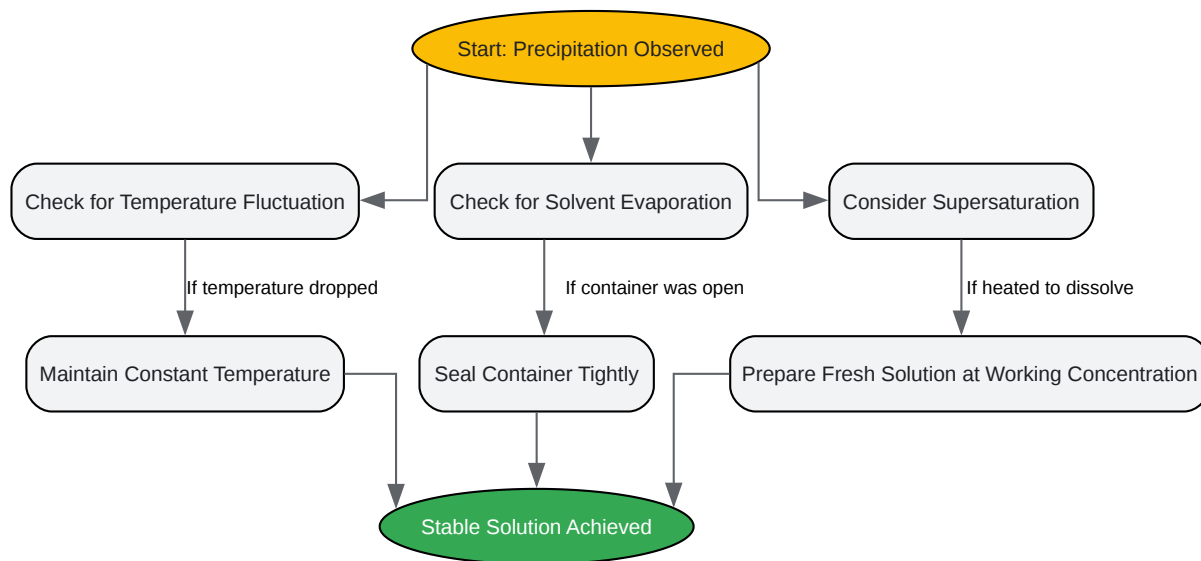 Start: Precipitation Observed
Check for Temperature Fluctuation
Check for Solvent Evaporation
Consider Supersaturation
If temperature dropped
If container was open
If heated to dissolve
Maintain Constant Temperature
Seal Container Tightly
Prepare Fresh Solution at Working Concentration
Stable Solution Achieved